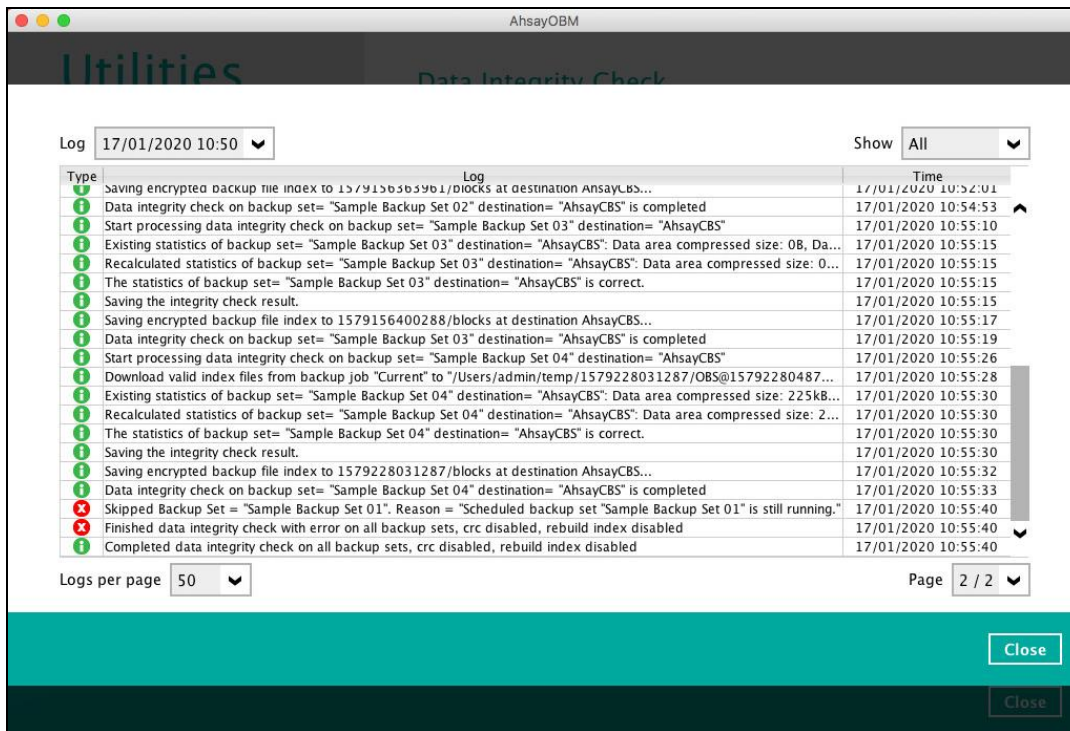 AhsayOBM
Utilities
Data Integrity Check
Log 17/01/2020 10:50 Show All
Type Log Time
Saving encrypted backup file index to 1579156363961/blocks at destination AhsayCBS... 17/01/2020 10:52:01
Data integrity check on backup set= "Sample Backup Set 02" destination= "AhsayCBS" is completed 17/01/2020 10:54:53
Start processing data integrity check on backup set= "Sample Backup Set 03" destination= "AhsayCBS" 17/01/2020 10:55:10
Existing statistics of backup set= "Sample Backup Set 03" destination= "AhsayCBS": Data area compressed size: 0B, Da... 17/01/2020 10:55:15
Recalculated statistics of backup set= "Sample Backup Set 03" destination= "AhsayCBS": Data area compressed size: 0... 17/01/2020 10:55:15
The statistics of backup set= "Sample Backup Set 03" destination= "AhsayCBS" is correct. 17/01/2020 10:55:15
Saving the integrity check result. 17/01/2020 10:55:15
Saving encrypted backup file index to 1579156400288/blocks at destination AhsayCBS... 17/01/2020 10:55:17
Data integrity check on backup set= "Sample Backup Set 03" destination= "AhsayCBS" is completed 17/01/2020 10:55:19
Start processing data integrity check on backup set= "Sample Backup Set 04" destination= "AhsayCBS" 17/01/2020 10:55:26
Download valid index files from backup job "Current" to "/Users/admin/temp/1579228031287/OBS@15792280487... 17/01/2020 10:55:28
Existing statistics of backup set= "Sample Backup Set 04" destination= "AhsayCBS": Data area compressed size: 225kB... 17/01/2020 10:55:30
Recalculated statistics of backup set= "Sample Backup Set 04" destination= "AhsayCBS": Data area compressed size: 2... 17/01/2020 10:55:30
The statistics of backup set= "Sample Backup Set 04" destination= "AhsayCBS" is correct. 17/01/2020 10:55:30
Saving the integrity check result. 17/01/2020 10:55:30
Saving encrypted backup file index to 1579228031287/blocks at destination AhsayCBS... 17/01/2020 10:55:32
Data integrity check on backup set= "Sample Backup Set 04" destination= "AhsayCBS" is completed 17/01/2020 10:55:33
Skipped Backup Set = "Sample Backup Set 01". Reason = "Scheduled backup set "Sample Backup Set 01" is still running." 17/01/2020 10:55:40
Finished data integrity check with error on all backup sets, crc disabled, rebuild index disabled 17/01/2020 10:55:40
Completed data integrity check on all backup sets, crc disabled, rebuild index disabled 17/01/2020 10:55:40
Logs per page 50 Page 2 / 2
Close
Close